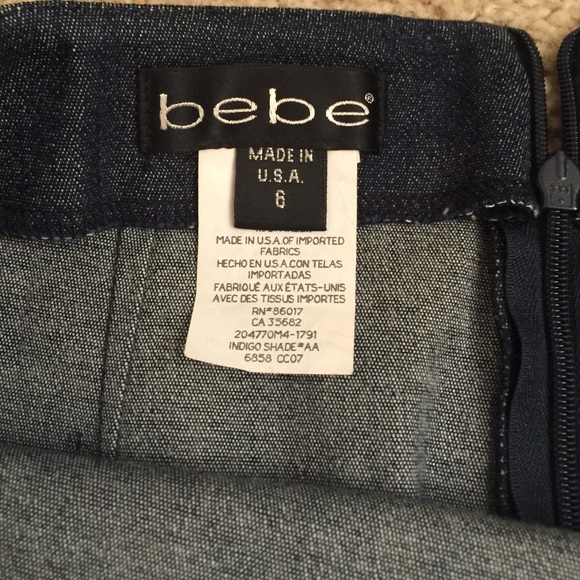 bebe®
MADE IN
U.S.A.
6
MADE IN U.S.A. OF IMPORTED
FABRICS
HECHO EN U.S.A. CON TELAS
IMPORTADAS
FABRIQUÉ AUX ÉTATS-UNIS
AVEC DES TISSUS IMPORTES
RN#86017
CA 35682
204770M4-1791
INDIGO SHADE#AA
6858 CC07